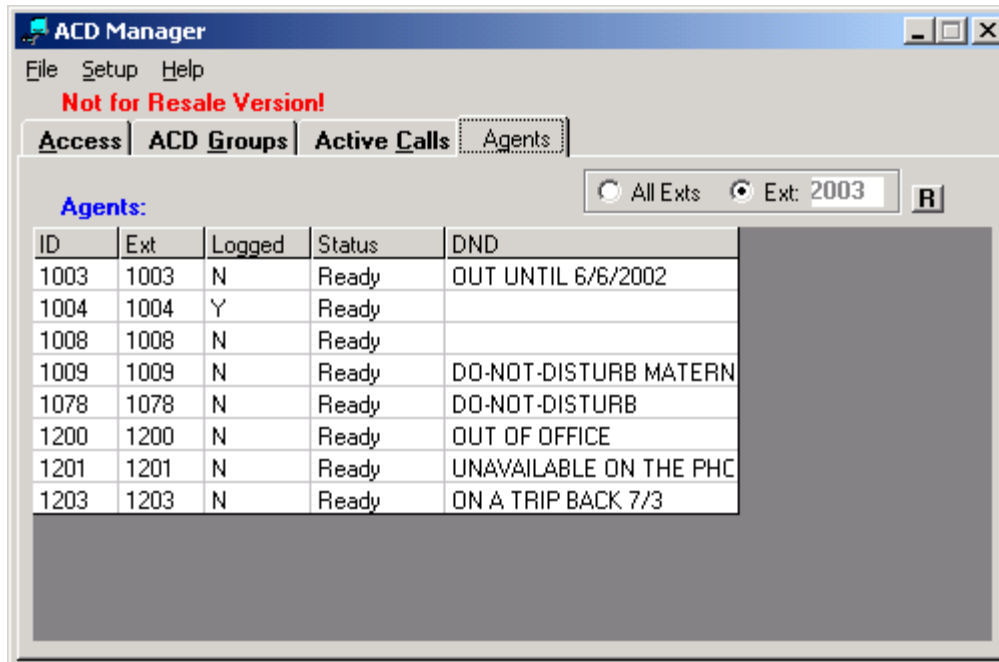 ACD Manager
File Setup Help
Not for Resale Version!
Access ACD Groups Active Calls Agents
All Exts Ext: 2003 R
Agents:
ID Ext Logged Status DND
1003 1003 N Ready OUT UNTIL 6/6/2002
1004 1004 Y Ready
1008 1008 N Ready
1009 1009 N Ready DO-NOT-DISTURB MATERN
1078 1078 N Ready DO-NOT-DISTURB
1200 1200 N Ready OUT OF OFFICE
1201 1201 N Ready UNAVAILABLE ON THE PHO
1203 1203 N Ready ON A TRIP BACK 7/3